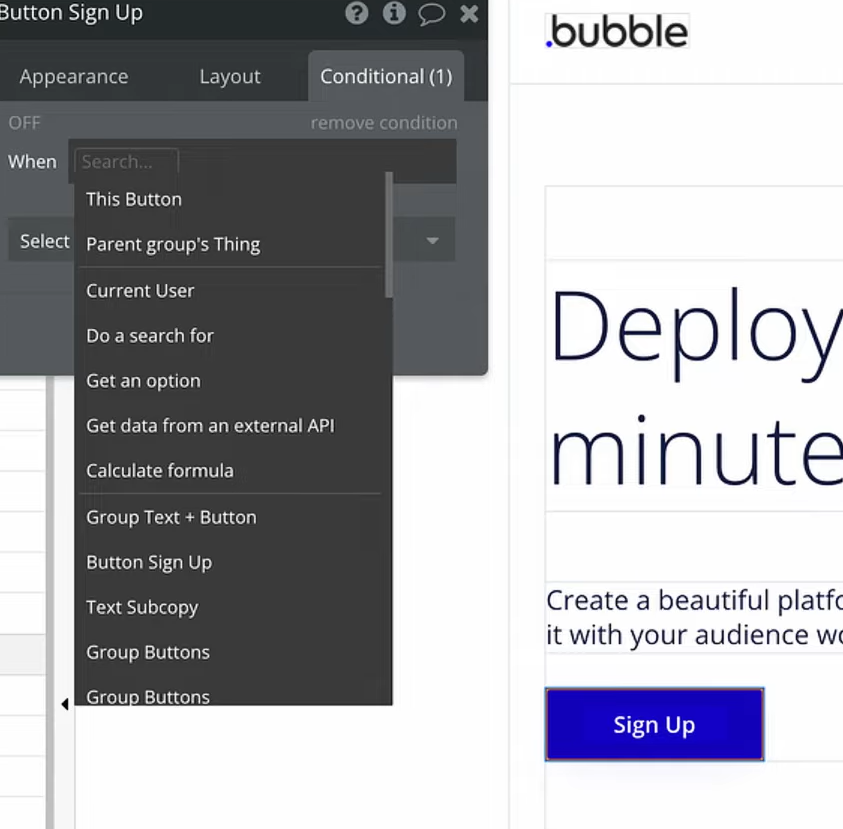 Button Sign Up
Appearance
Layout
Conditional (1)
OFF
remove condition
When
Search...
This Button
Parent group's Thing
Select
Current User
Do a search for
Get an option
Get data from an external API
Calculate formula
Group Text + Button
Button Sign Up
Text Subcopy
Group Buttons
Group Buttons
.bubble
Deploy
minute
Create a beautiful platfo
it with your audience wo
Sign Up